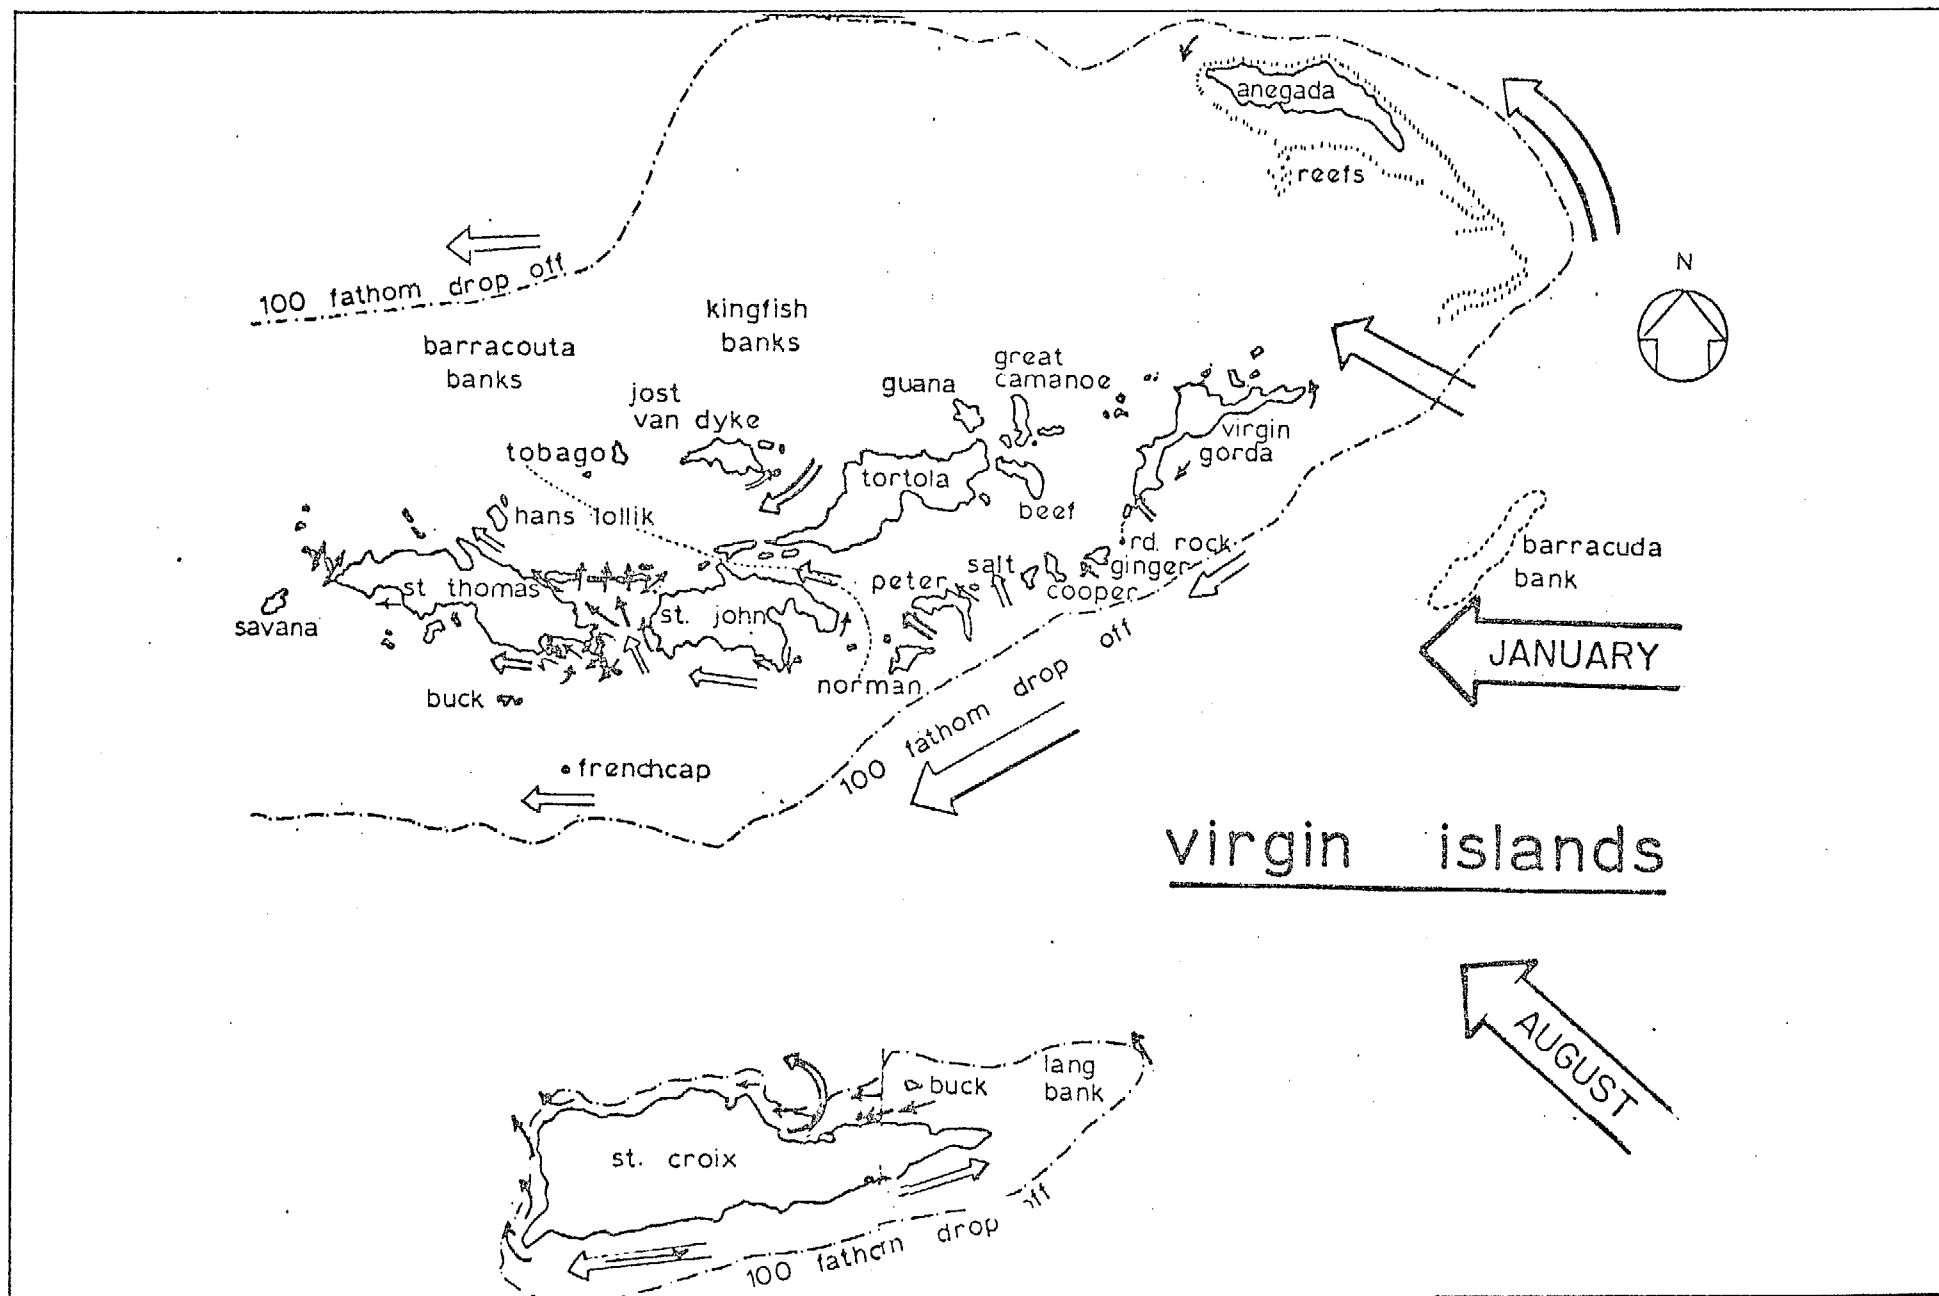 anegada
reefs
N
100 fathom drop off
kingfish
banks
barracouta
banks
great
camanoe
guana
jost
van dyke
virgin
gorda
tobago
tortola
beef
hans lollik
rd. rock
barracuda
bank
salt
ginger
peter
cooper
st thomas
st. john
savana
norman
off
JANUARY
buck
100 fathom drop
frenchcap
virgin islands
AUGUST
lang
bank
buck
st. croix
100 fathom drop off